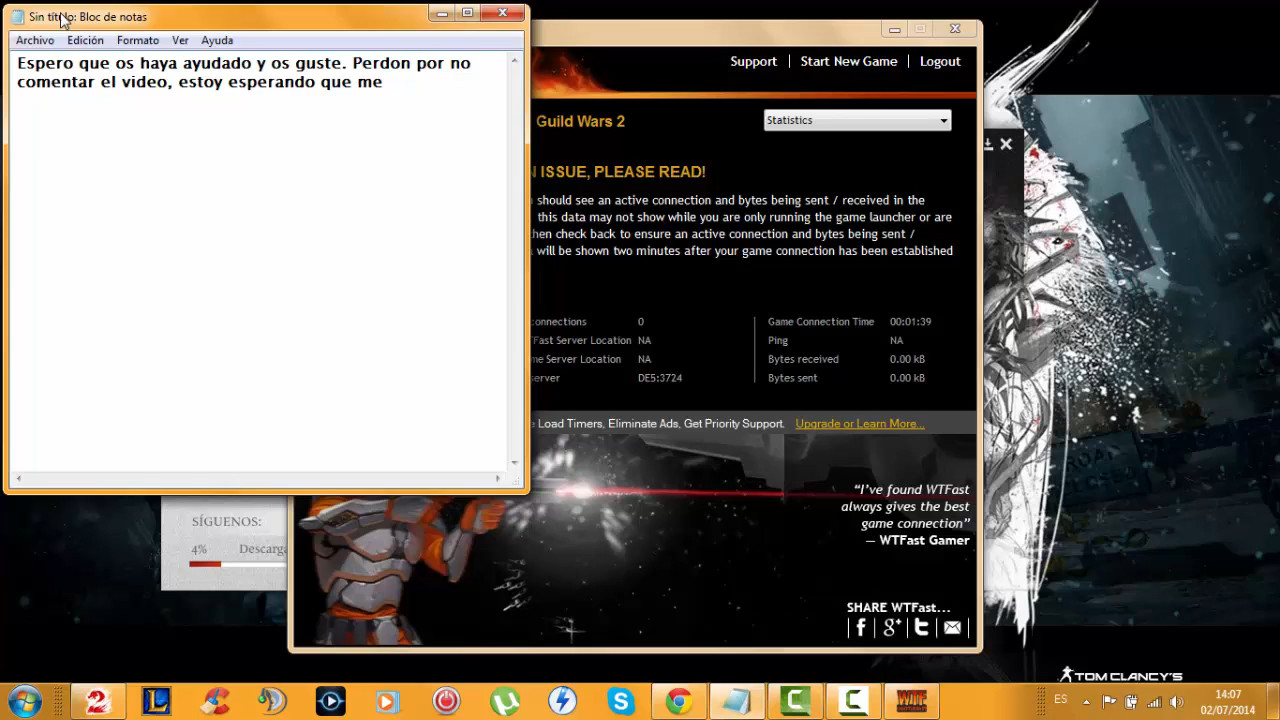 Sin título: Bloc de notas
Archivo Edición Formato Ver Ayuda
Espero que os haya ayudado y os guste. Perdon por no
comentar el video, estoy esperando que me
Support Start New Game Logout
Guild Wars 2 Statistics
ISSUE, PLEASE READ!
should see an active connection and bytes being sent / received in the
this data may not show while you are only running the game launcher or are
then check back to ensure an active connection and bytes being sent /
will be shown two minutes after your game connection has been established
connections 0
Server Location NA
Server Location NA
server DE5:3724
Game Connection Time 00:01:39
Ping NA
Bytes received 0.00 kB
Bytes sent 0.00 kB
Load Timers, Eliminate Ads, Get Priority Support. Upgrade or Learn More...
“I’ve found WTFast
always gives the best
game connection”
— WTFast Gamer
SHARE WTFast...
SÍGUENOS:
4% Descarga
TOM CLANCY'S
ES
14:07
02/07/2014
WTF